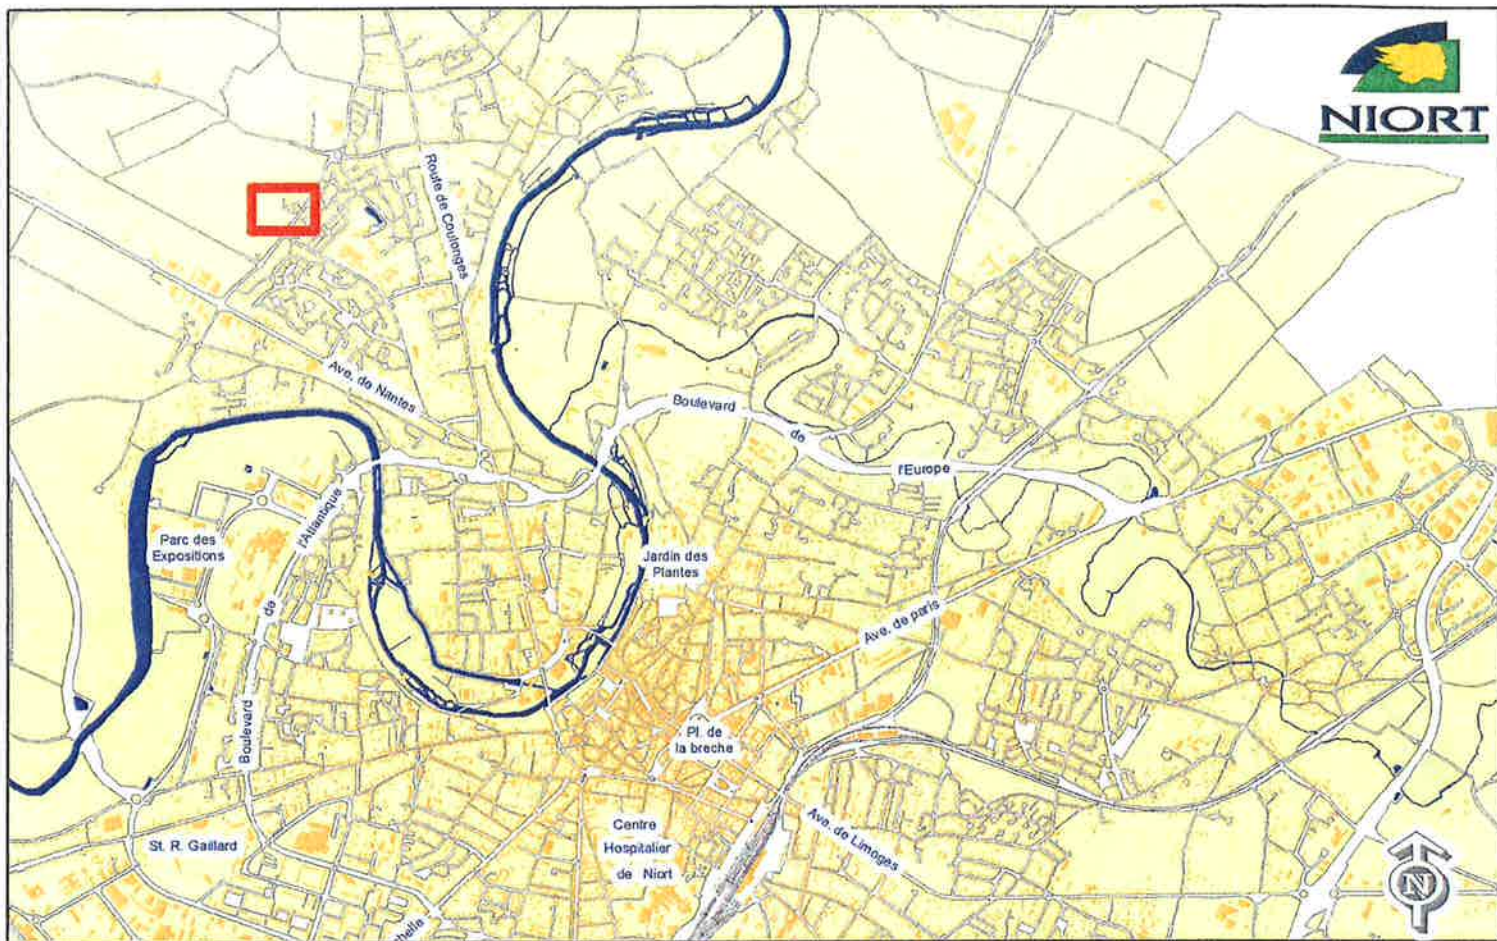 NIORT
Route de Coulonges
Ave. de Nantes
Boulevard
de
l'Europe
Parc des
Expositions
l'Atlantique
de
Boulevard
Jardin des
Plantes
Ave. de paris
Pl. de
la breche
Centre
Hospitalier
de Niort
Ave. de Limoges
St. R. Gaillard
helle
N